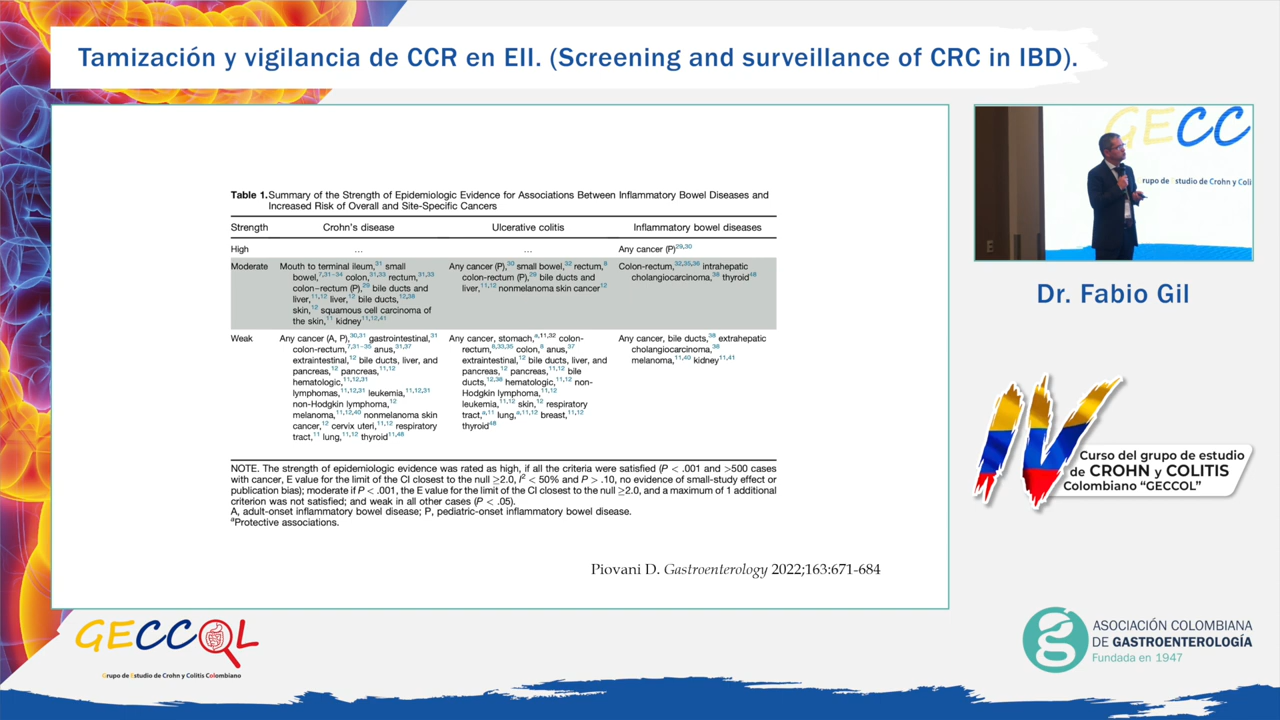 Tamización y vigilancia de CCR en EII. (Screening and surveillance of CRC in IBD).
Table 1. Summary of the Strength of Epidemiologic Evidence for Associations Between Inflammatory Bowel Diseases and
Increased Risk of Overall and Site-Specific Cancers
Strength Crohn's disease Ulcerative colitis Inflammatory bowel diseases
High ... ... Any cancer (P)29,30
Moderate
Mouth to terminal ileum,31 small
bowel,7,31–34 colon,31,33 rectum,31,33
colon–rectum (P),29 bile ducts and
liver,11,12 liver,12 bile ducts,12,38
skin,12 squamous cell carcinoma of
the skin,11 kidney11,12,41
Any cancer (P),30 small bowel,32 rectum,8
colon-rectum (P),29 bile ducts and
liver,11,12 nonmelanoma skin cancer12
Colon-rectum,32,35,36 intrahepatic
cholangiocarcinoma,38 thyroid48
Weak
Any cancer (A, P),30,31 gastrointestinal,31
colon-rectum,7,31–35 anus,31,37
extraintestinal,12 bile ducts, liver, and
pancreas,12 pancreas,11,12
hematologic,11,12,31
lymphomas,11,12,31 leukemia,11,12,31
non-Hodgkin lymphoma,12
melanoma,11,12,40 nonmelanoma skin
cancer,12 cervix uteri,11,12 respiratory
tract,11 lung,11,12 thyroid11,48
Any cancer, stomach,a,11,32 colon-
rectum,8,33,35 colon,8 anus,37
extraintestinal,12 bile ducts, liver, and
pancreas,12 pancreas,11,12 bile
ducts,12,38 hematologic,11,12 non-
Hodgkin lymphoma,11,12
leukemia,11,12 skin,12 respiratory
tract,a,11 lung,a,11,12 breast,11,12
thyroid48
Any cancer, bile ducts,38 extrahepatic
cholangiocarcinoma,38
melanoma,11,40 kidney11,41
NOTE. The strength of epidemiologic evidence was rated as high, if all the criteria were satisfied (P < .001 and >500 cases
with cancer, E value for the limit of the CI closest to the null ≥2.0, I2 < 50% and P > .10, no evidence of small-study effect or
publication bias); moderate if P < .001, the E value for the limit of the CI closest to the null ≥2.0, and a maximum of 1 additional
criterion was not satisfied; and weak in all other cases (P < .05).
A, adult-onset inflammatory bowel disease; P, pediatric-onset inflammatory bowel disease.
aProtective associations.
Piovani D. Gastroenterology 2022;163:671-684
GECC
rupo de studio de Crohn y Coli
Dr. Fabio Gil
IV
Curso del grupo de estudio
de CROHN y COLITIS
Colombiano “GECCOL”
GECCOL
Grupo de Estudio de Crohn y Colitis Colombiano
ASOCIACIÓN COLOMBIANA
DE GASTROENTEROLOGÍA
Fundada en 1947